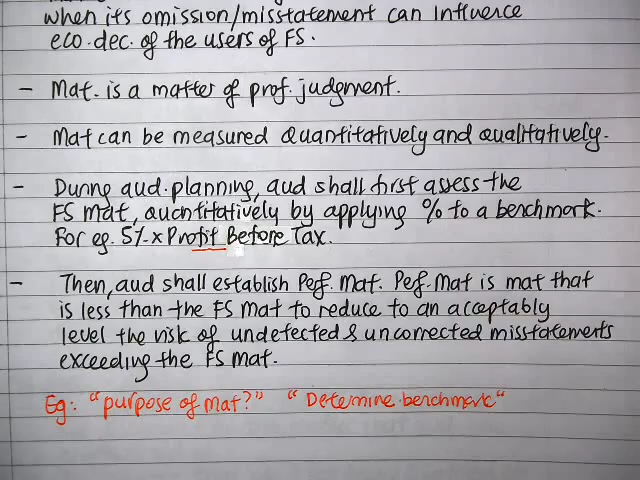 when its omission/misstatement can influence
eco.dec. of the users of FS.
- Mat. is a matter of prof. judgment.
- Mat can be measured Quantitatively and qualitatively.
- During aud. planning, aud shall first assess the
FS mat, quantitatively by applying % to a benchmark.
For eg. 5% x Profit Before Tax.
- Then, aud shall establish Pef. Mat. Pef. Mat is mat that
is less than the FS mat to reduce to an acceptably
level the risk of undetected & uncorrected misstatements
exceeding the FS mat.
Eg: "purpose of mat?" "Determine benchmark"